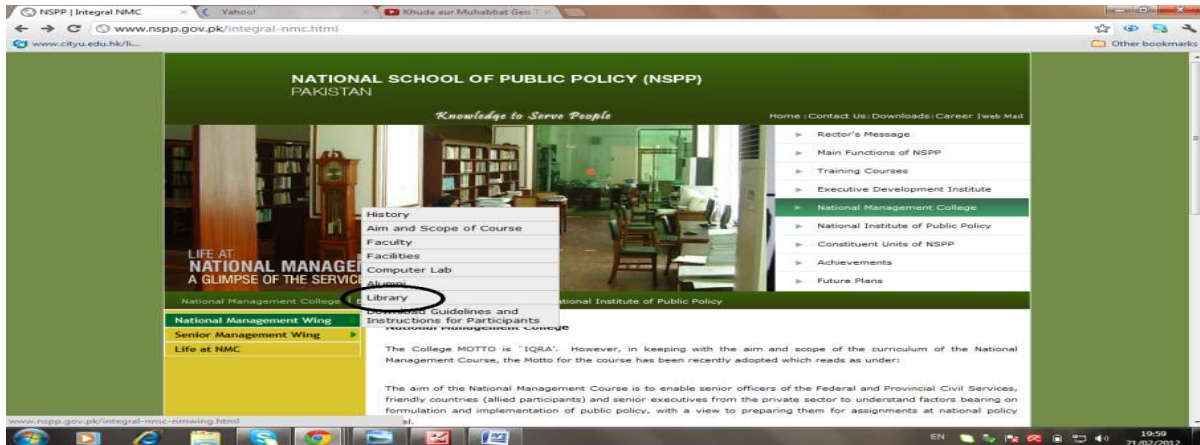 NSPP | Integral NMC
Yahoo!
Khuda aur Muhabbat Geo T
www.nspp.gov.pk/integral-nmc.html
www.cityu.edu.hk/li...
Other bookmarks
NATIONAL SCHOOL OF PUBLIC POLICY (NSPP)
PAKISTAN
Knowledge to Serve People
Home | Contact Us | Downloads | Career | Web Mail
Rector's Message
Main Functions of NSPP
Training Courses
Executive Development Institute
National Management College
National Institute of Public Policy
Constituent Units of NSPP
Achievements
Future Plans
LIFE AT
NATIONAL MANAGE
A GLIMPSE OF THE SERVICE
History
Aim and Scope of Course
Faculty
Facilities
Computer Lab
Alumni
Library
Download Guidelines and
Instructions for Participants
National Management College
National Institute of Public Policy
National Management Wing
Senior Management Wing
Life at NMC
National Management College
The College MOTTO is `IQRA'. However, in keeping with the aim and scope of the curriculum of the National
Management Course, the Motto for the course has been recently adopted which reads as under:
The aim of the National Management Course is to enable senior officers of the Federal and Provincial Civil Services,
friendly countries (allied participants) and senior executives from the private sector to understand factors bearing on
formulation and implementation of public policy, with a view to preparing them for assignments at national policy
www.nspp.gov.pk/integral-nmc-nmwing.html
EN
19:59
21/02/2012